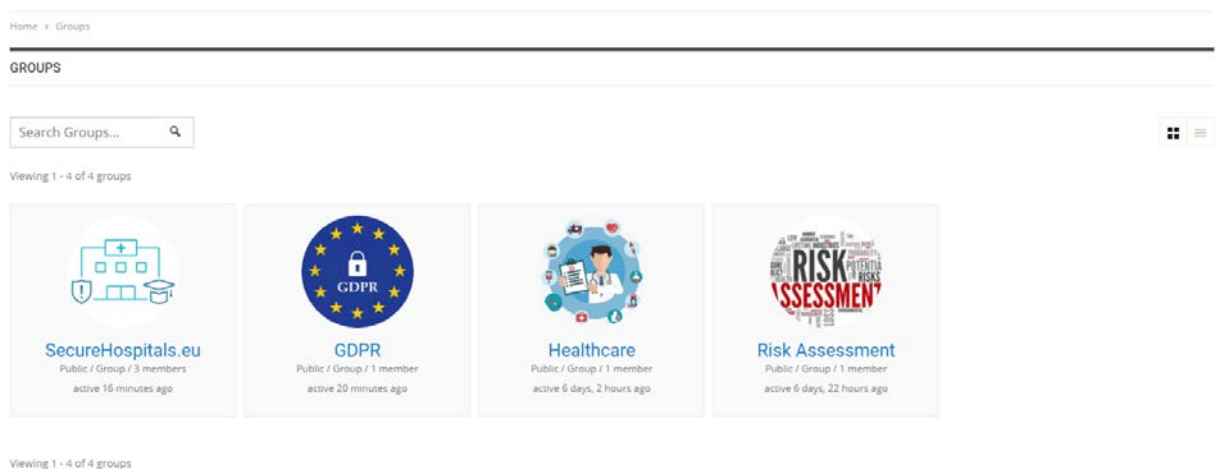 Home > Groups
GROUPS
Search Groups...
Viewing 1 - 4 of 4 groups
GDPR
RISK
POTENTIA
RISKS
SSESSMEN
SecureHospitals.eu
Public / Group / 3 members
active 16 minutes ago
GDPR
Public / Group / 1 member
active 20 minutes ago
Healthcare
Public / Group / 1 member
active 6 days, 2 hours ago
Risk Assessment
Public / Group / 1 member
active 6 days, 22 hours ago
Viewing 1 - 4 of 4 groups